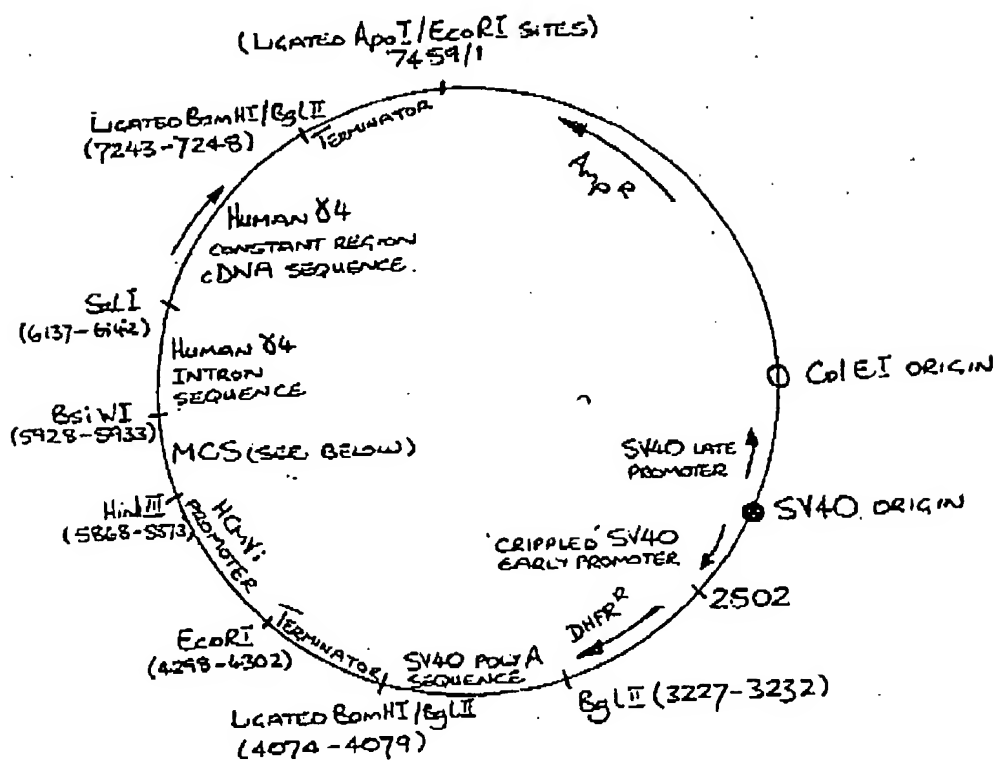 (LIGATED ApoI/EcoRI SITES)
7459/1
LIGATED BamHI/BglII
(7243-7248)
TERMINATOR
AmpR
HUMAN γ4
CONSTANT REGION
cDNA SEQUENCE.
SalI
(6137-6142)
HUMAN γ4
INTRON
SEQUENCE
ColEI ORIGIN
BsiWI
(5928-5933)
MCS (SEE BELOW)
SV40 LATE
PROMOTER
HindIII
(5868-5573)
HCMVi
PROMOTER
SV40 ORIGIN
'CRIPPLED' SV40
EARLY PROMOTER
2502
DHFR R
EcoRI
(4298-4302)
TERMINATOR
SV40 POLY A
SEQUENCE
BglII (3227-3232)
LIGATED BamHI/BglII
(4074-4079)